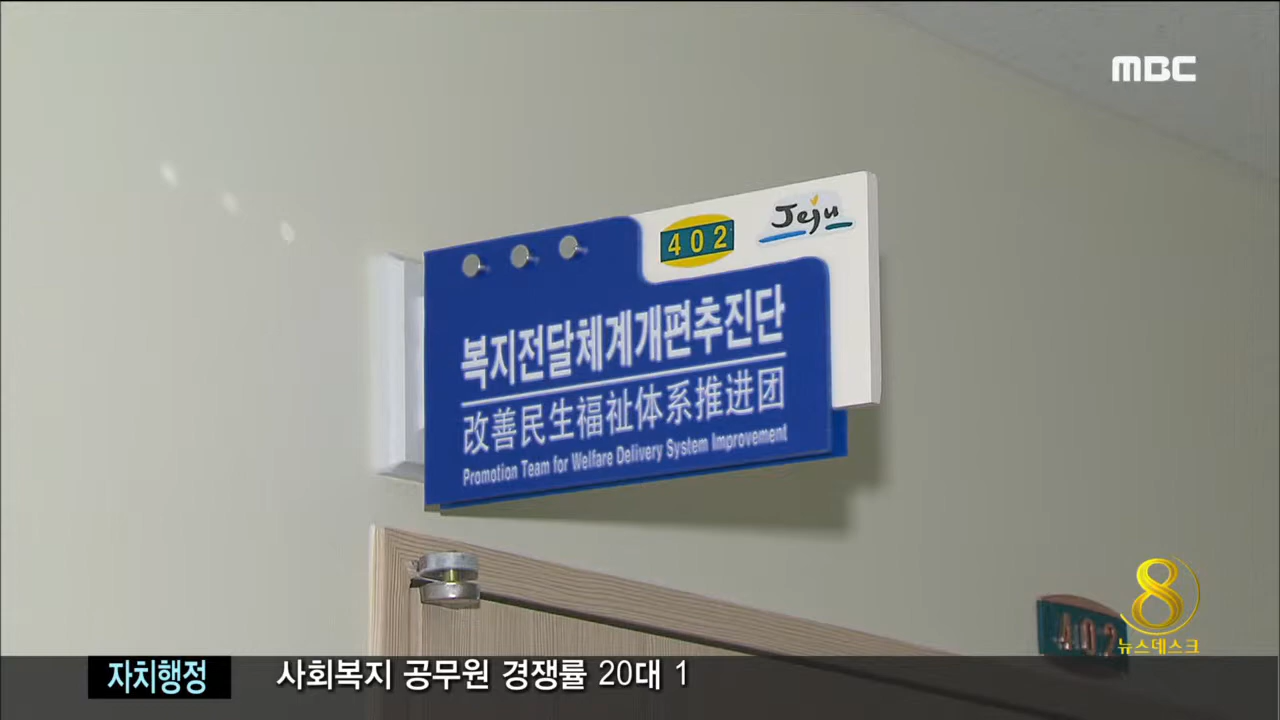 MBC
402
Jeju
복지전달체계개편추진단
改善民生福祉体系推进团
Promotion Team for Welfare Delivery System Improvement
402
8
뉴스데스크
자치행정
사회복지 공무원 경쟁률 20대 1